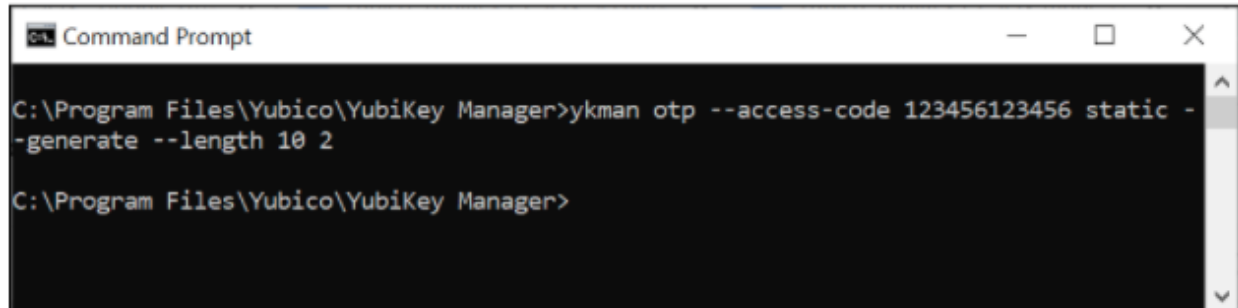 Command Prompt
C:\Program Files\Yubico\YubiKey Manager>ykman otp --access-code 123456123456 static -
-generate --length 10 2
C:\Program Files\Yubico\YubiKey Manager>